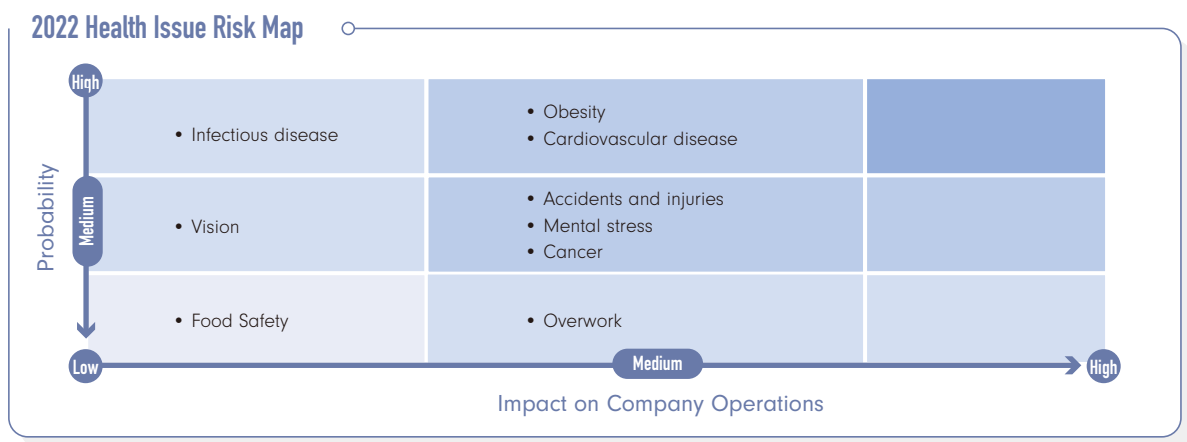 2022 Health Issue Risk Map
High
• Infectious disease
• Obesity
• Cardiovascular disease
Probability
Medium
• Vision
• Accidents and injuries
• Mental stress
• Cancer
• Food Safety
• Overwork
Low
Medium
High
Impact on Company Operations